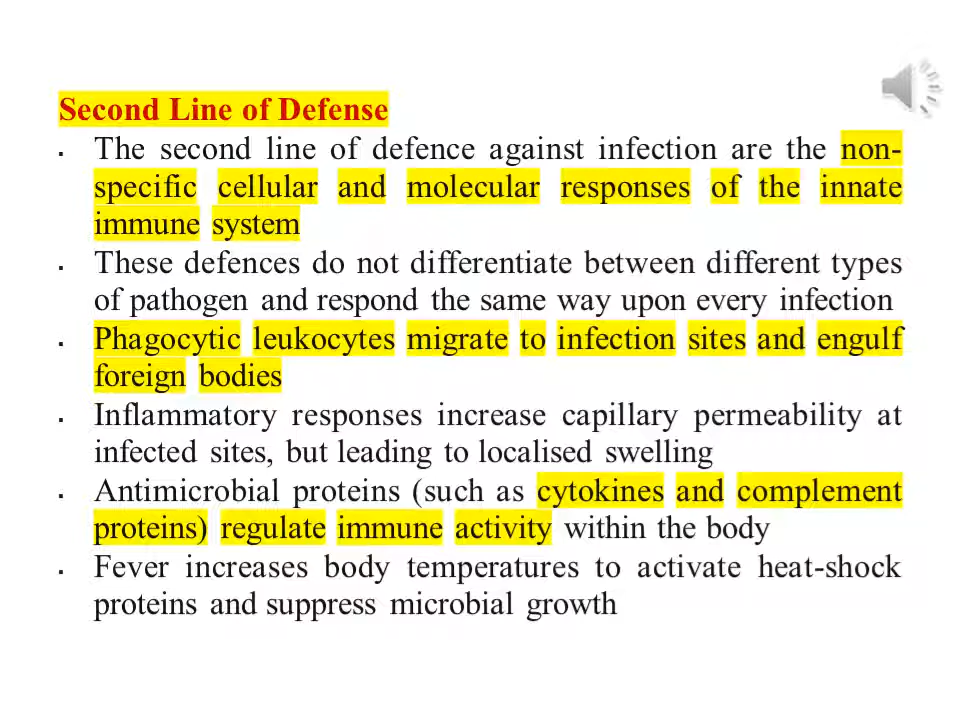 Second Line of Defense
▪ The second line of defence against infection are the non-
specific cellular and molecular responses of the innate
immune system
▪ These defences do not differentiate between different types
of pathogen and respond the same way upon every infection
▪ Phagocytic leukocytes migrate to infection sites and engulf
foreign bodies
▪ Inflammatory responses increase capillary permeability at
infected sites, but leading to localised swelling
▪ Antimicrobial proteins (such as cytokines and complement
proteins) regulate immune activity within the body
▪ Fever increases body temperatures to activate heat-shock
proteins and suppress microbial growth